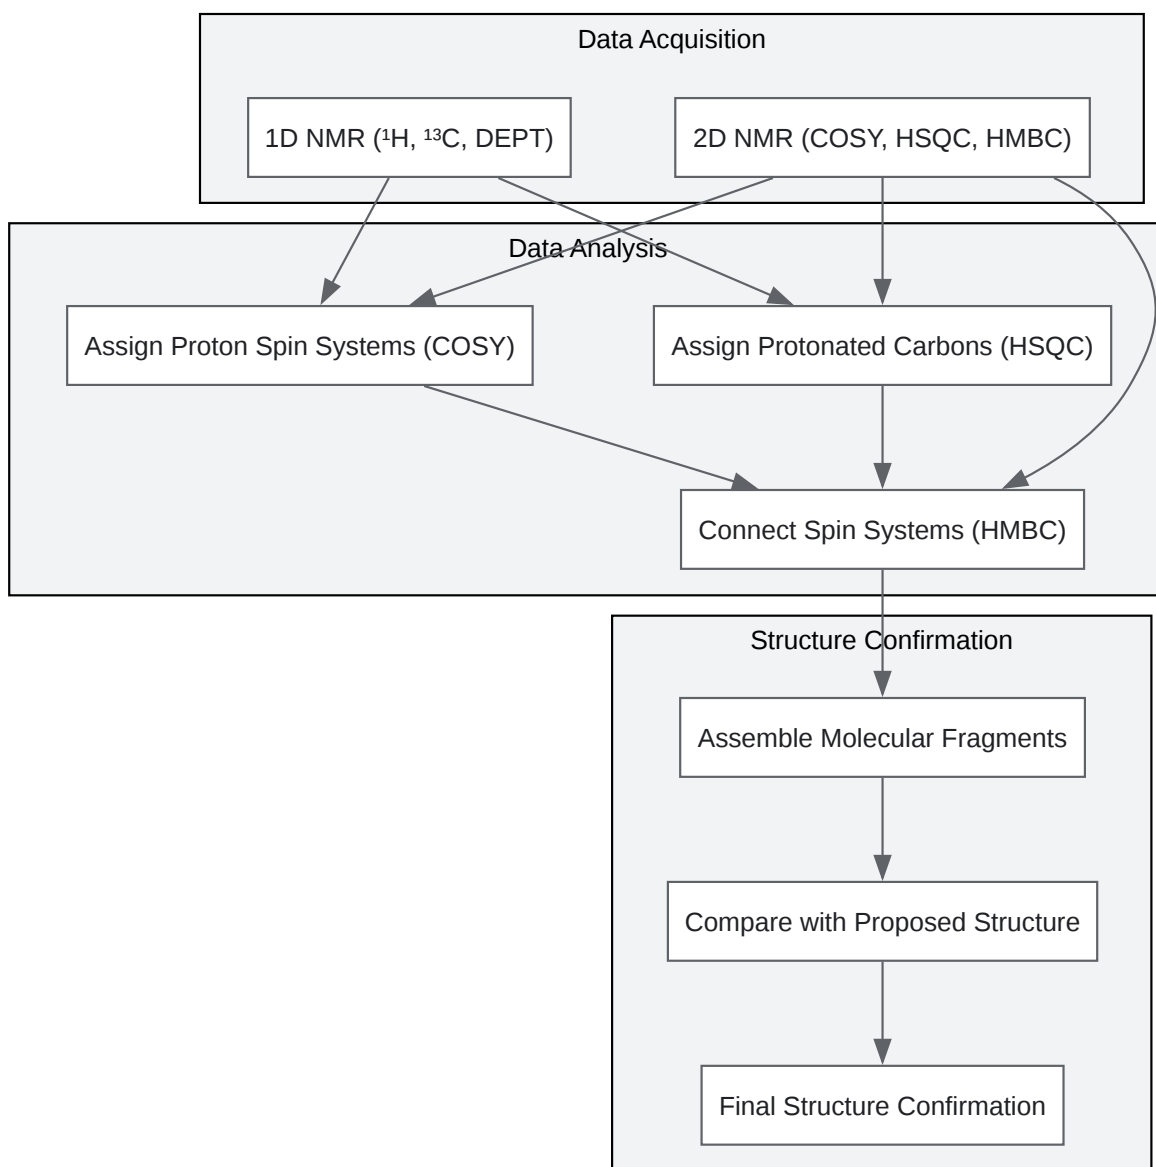 Data Acquisition
1D NMR (¹H, ¹³C, DEPT)
2D NMR (COSY, HSQC, HMBC)
Data Analysis
Assign Proton Spin Systems (COSY)
Assign Protonated Carbons (HSQC)
Connect Spin Systems (HMBC)
Structure Confirmation
Assemble Molecular Fragments
Compare with Proposed Structure
Final Structure Confirmation